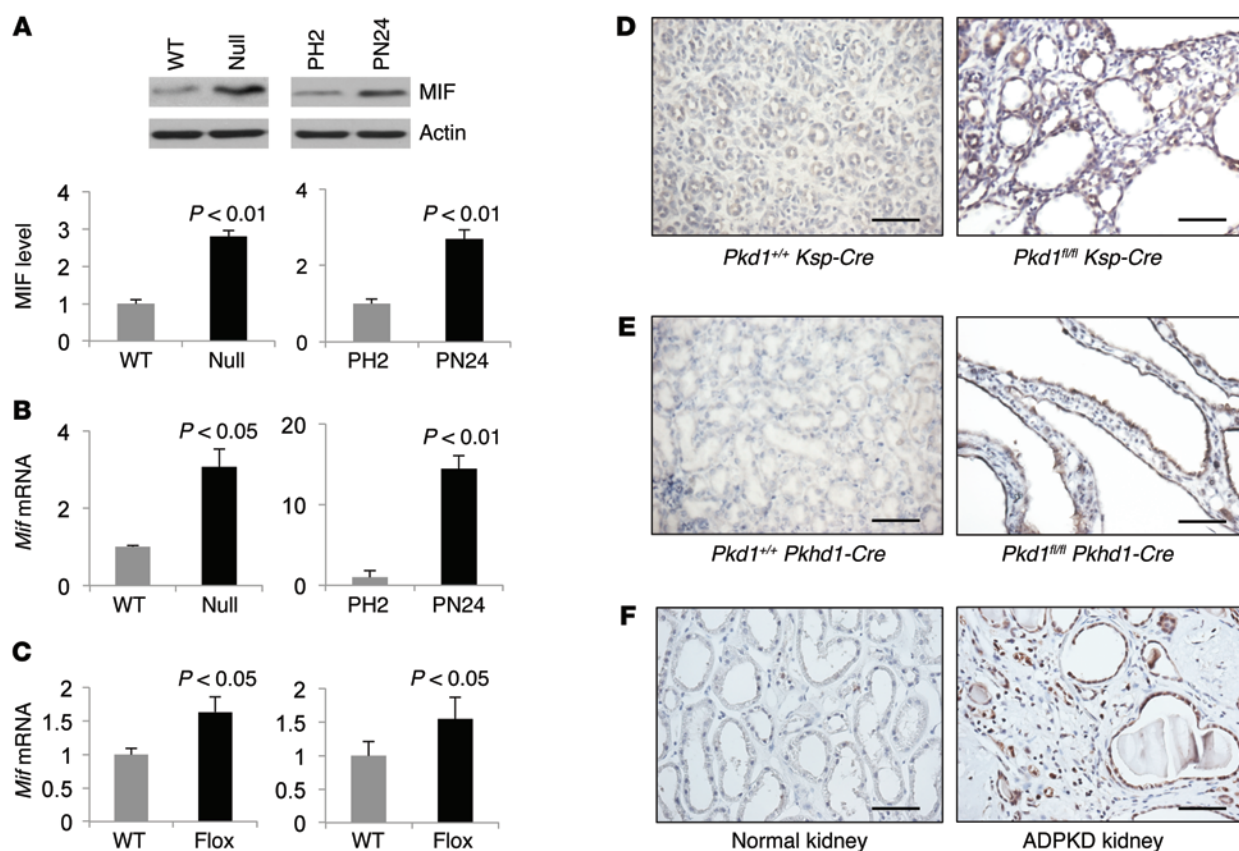 A
WT Null PH2 PN24
MIF
Actin
MIF level
4
3
2
1
0
P < 0.01
WT Null
4
2
0
P < 0.01
PH2 PN24
B
Mif mRNA
4
2
0
P < 0.05
WT Null
20
10
0
P < 0.01
PH2 PN24
C
Mif mRNA
2
1.5
1
0.5
0
P < 0.05
WT Flox
2
1.5
1
0.5
0
P < 0.05
WT Flox
D
Pkd1+/+ Ksp-Cre Pkd1fl/fl Ksp-Cre
E
Pkd1+/+ Pkhd1-Cre Pkd1fl/fl Pkhd1-Cre
F
Normal kidney ADPKD kidney